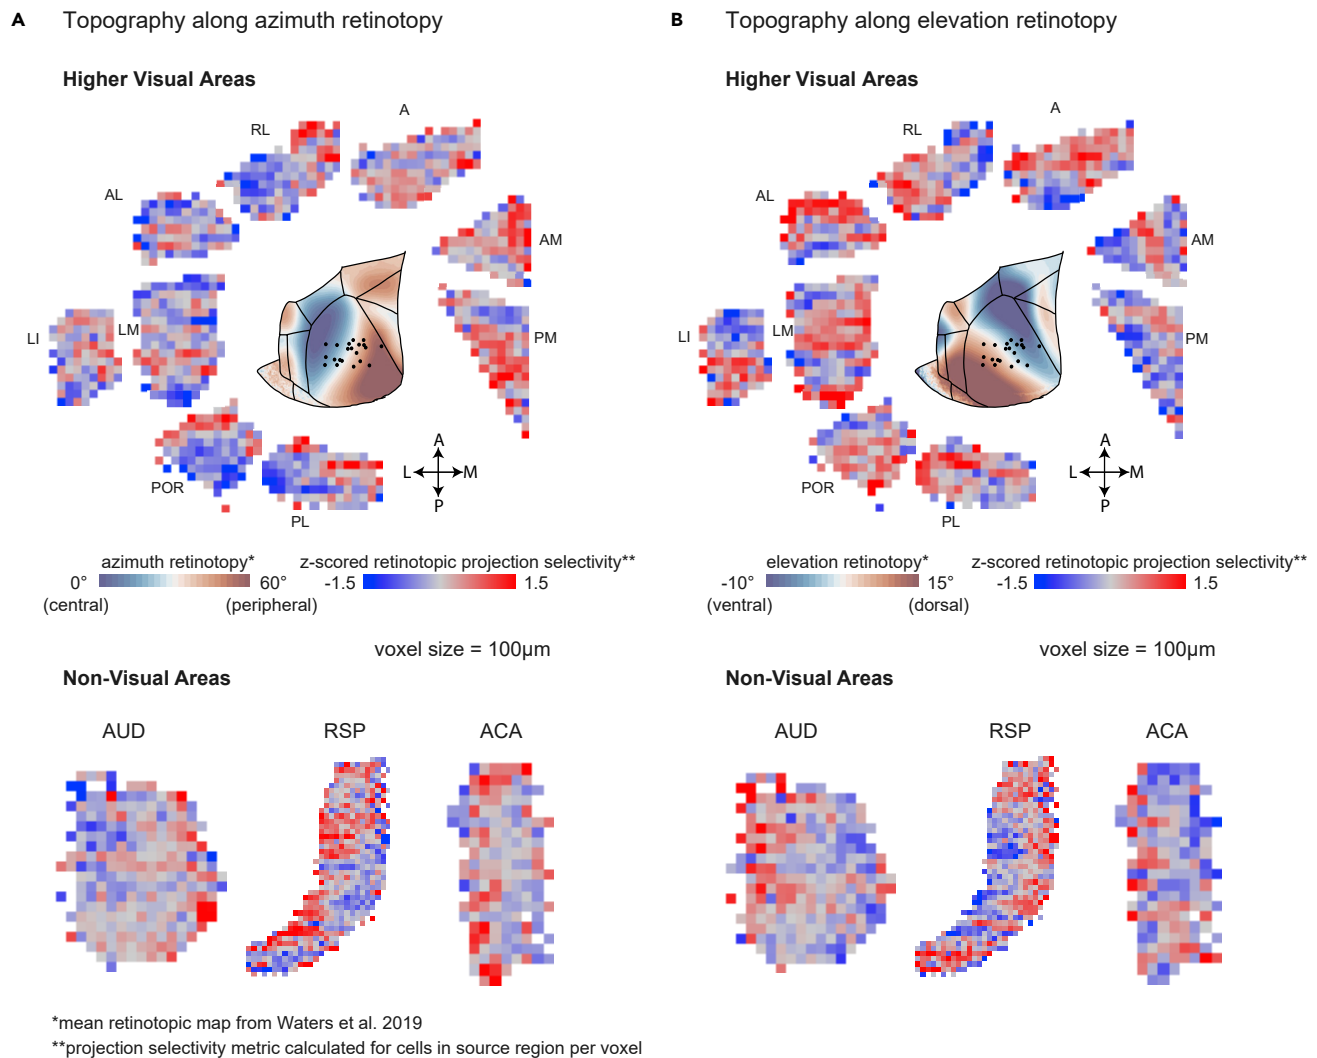 A Topography along azimuth retinotopy
Higher Visual Areas
A
RL
AL
AM
LI
LM
PM
POR
PL
A
L M
P
azimuth retinotopy*
0° 60°
(central) (peripheral)
z-scored retinotopic projection selectivity**
-1.5 1.5
voxel size = 100µm
Non-Visual Areas
AUD RSP ACA
B Topography along elevation retinotopy
Higher Visual Areas
A
RL
AL
AM
LI
LM
PM
POR
PL
A
L M
P
elevation retinotopy*
-10° 15°
(ventral) (dorsal)
z-scored retinotopic projection selectivity**
-1.5 1.5
voxel size = 100µm
Non-Visual Areas
AUD RSP ACA
*mean retinotopic map from Waters et al. 2019
**projection selectivity metric calculated for cells in source region per voxel